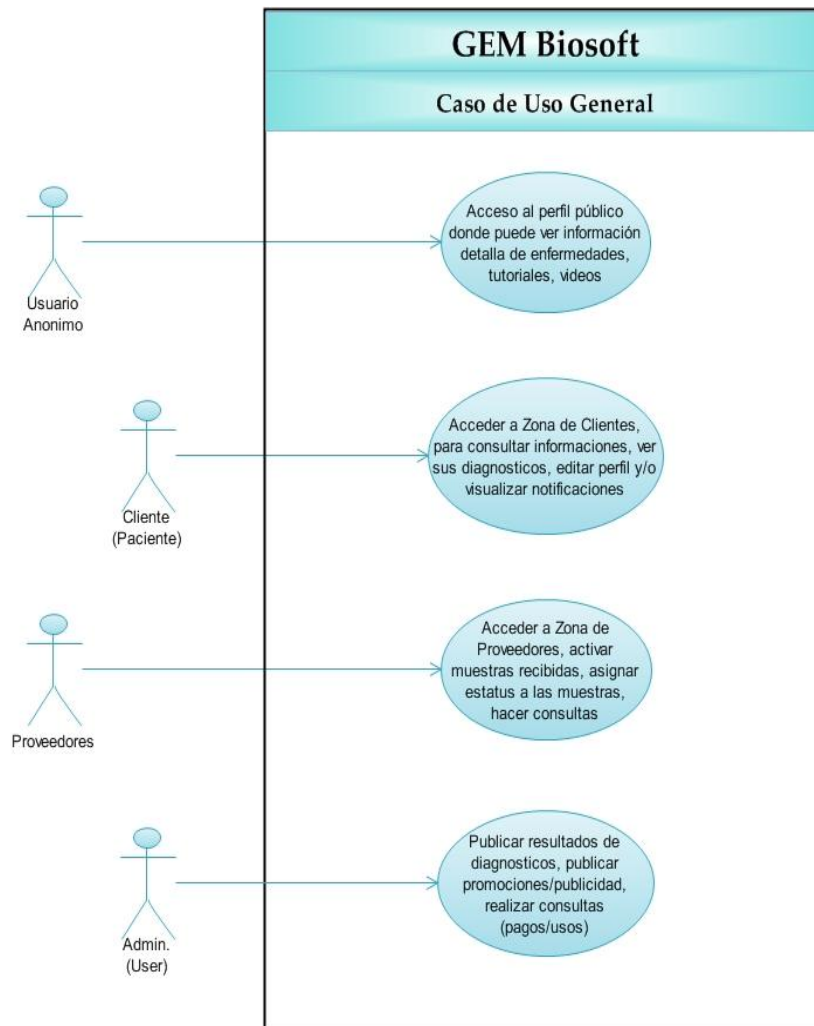 GEM Biosoft
Caso de Uso General
Usuario
Anonimo
Acceso al perfil público
donde puede ver información
detalla de enfermedades,
tutoriales, videos
Cliente
(Paciente)
Acceder a Zona de Clientes,
para consultar informaciones, ver
sus diagnosticos, editar perfil y/o
visualizar notificaciones
Proveedores
Acceder a Zona de
Proveedores, activar
muestras recibidas, asignar
estatus a las muestras,
hacer consultas
Admin.
(User)
Publicar resultados de
diagnosticos, publicar
promociones/publicidad,
realizar consultas
(pagos/usos)